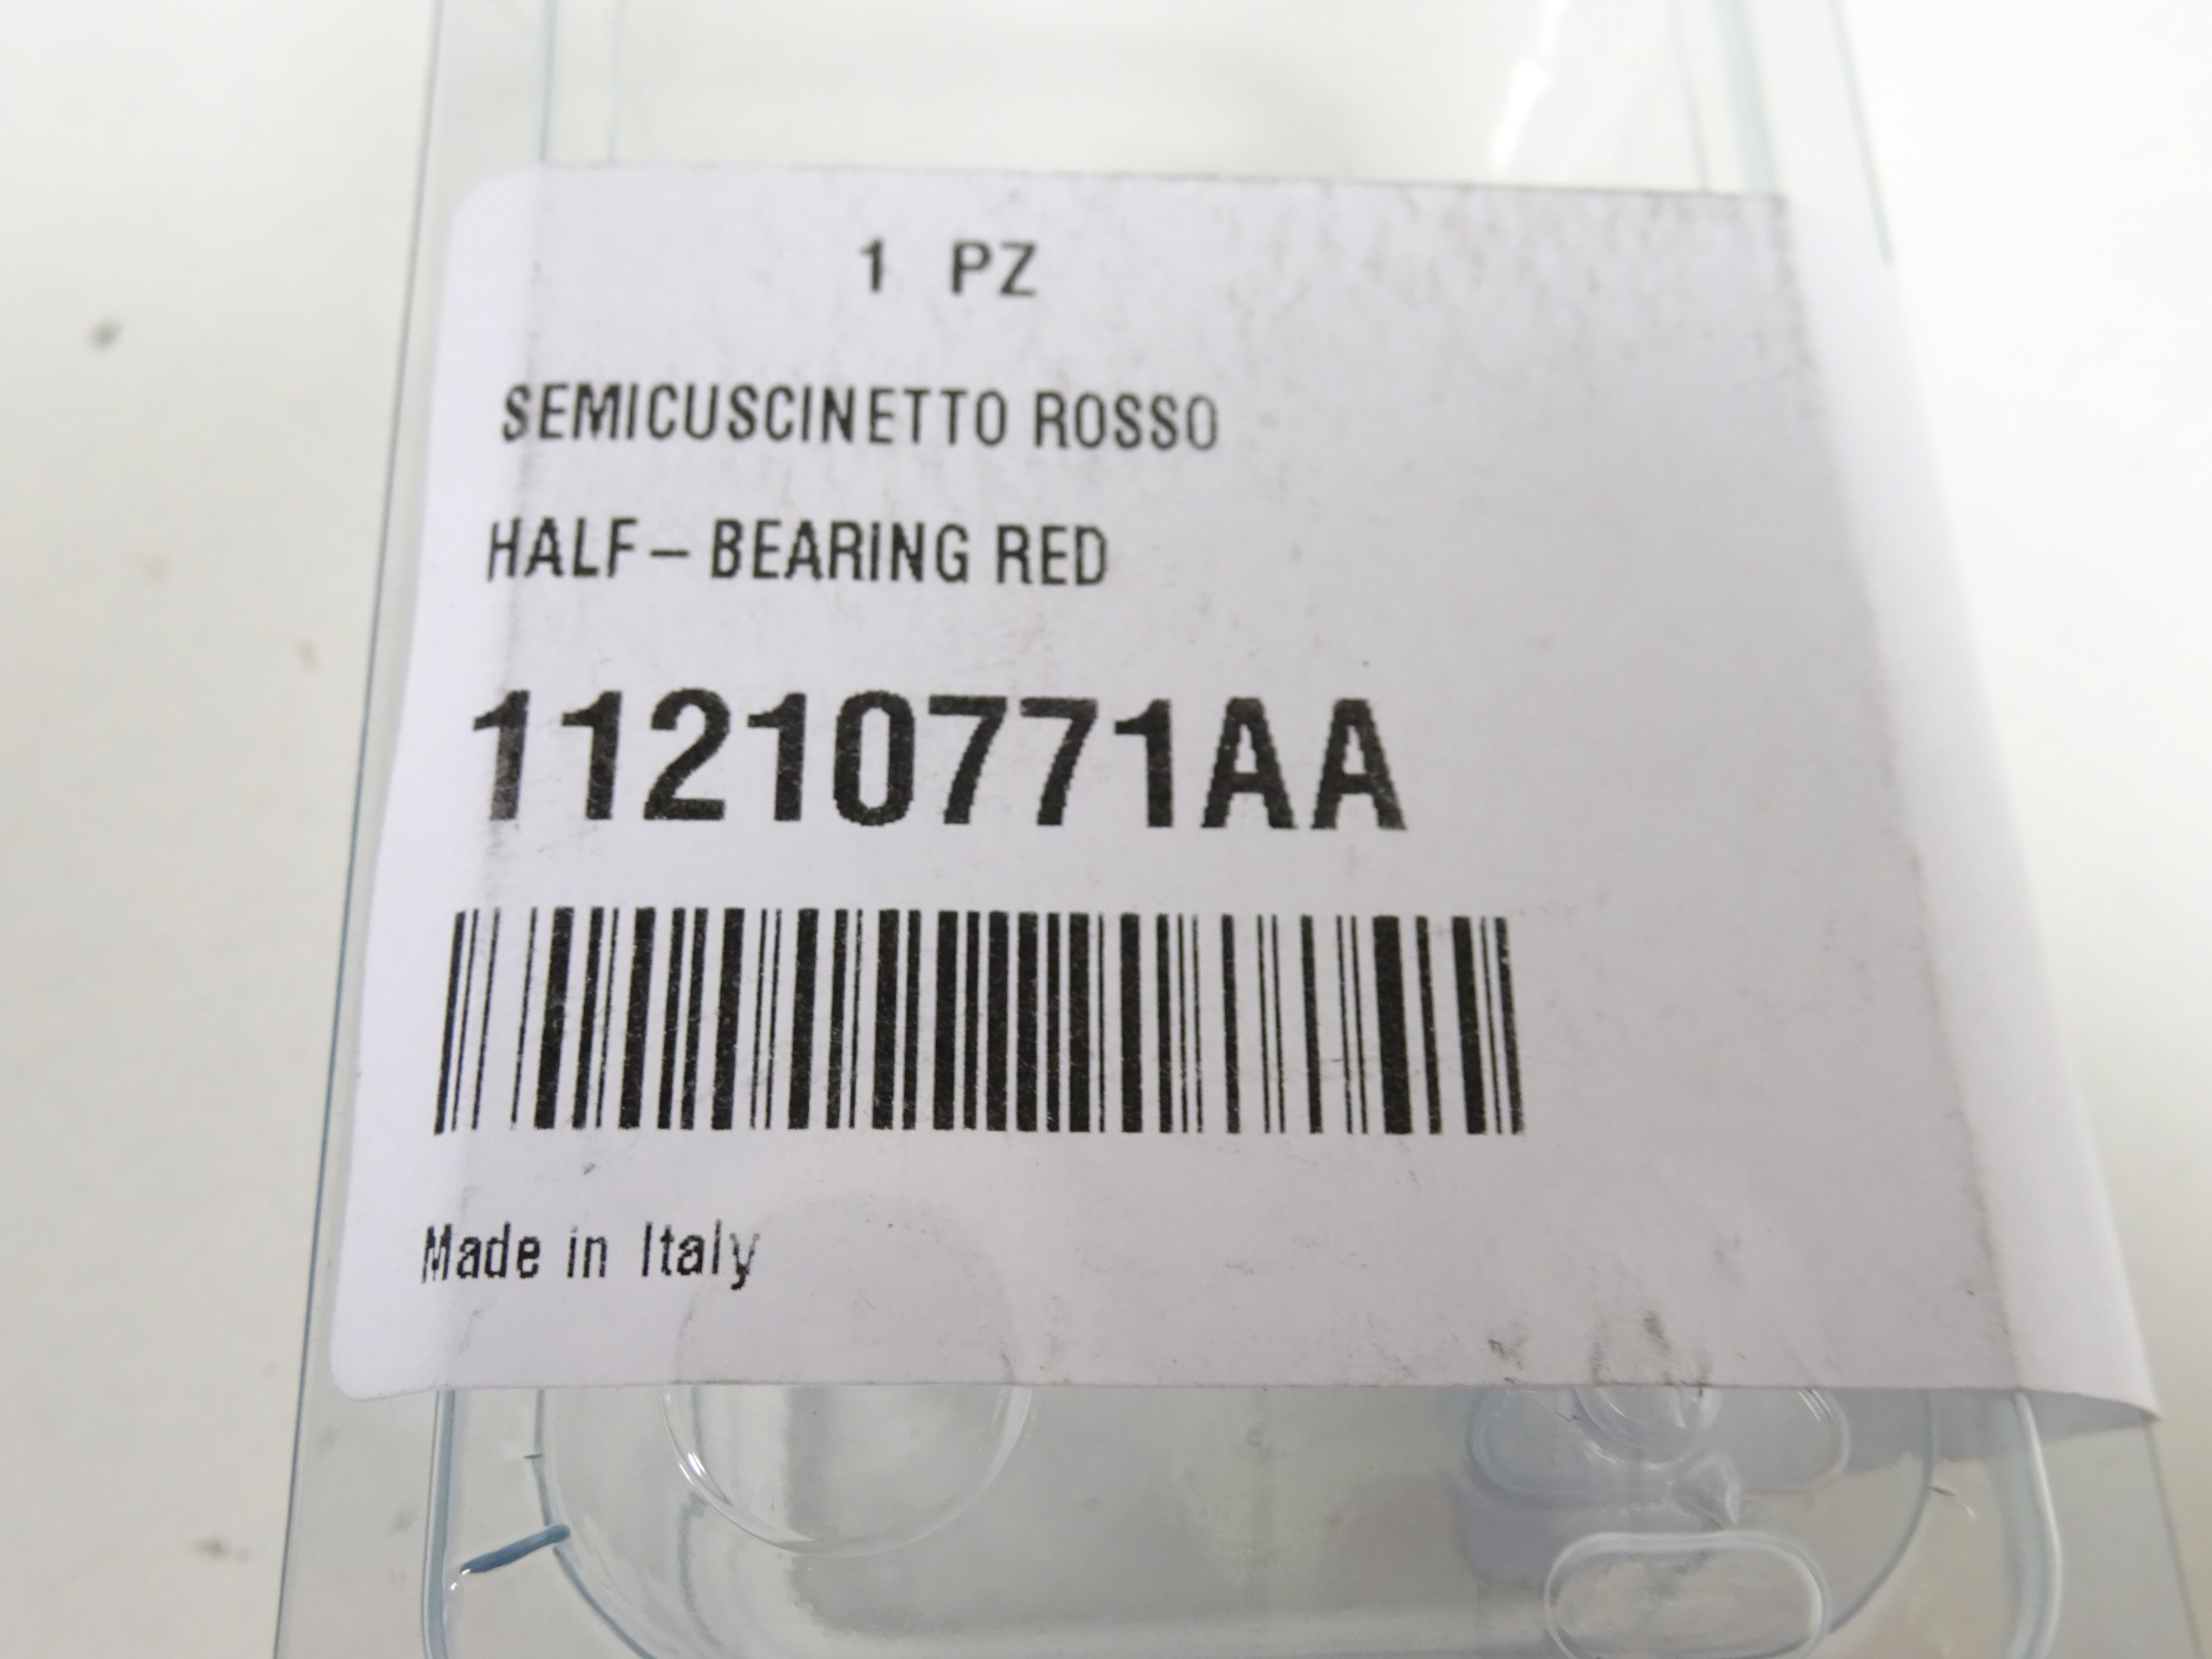 1 PZ
SEMICUSCINETTO ROSSO
HALF-BEARING RED
11210771AA
Made in Italy